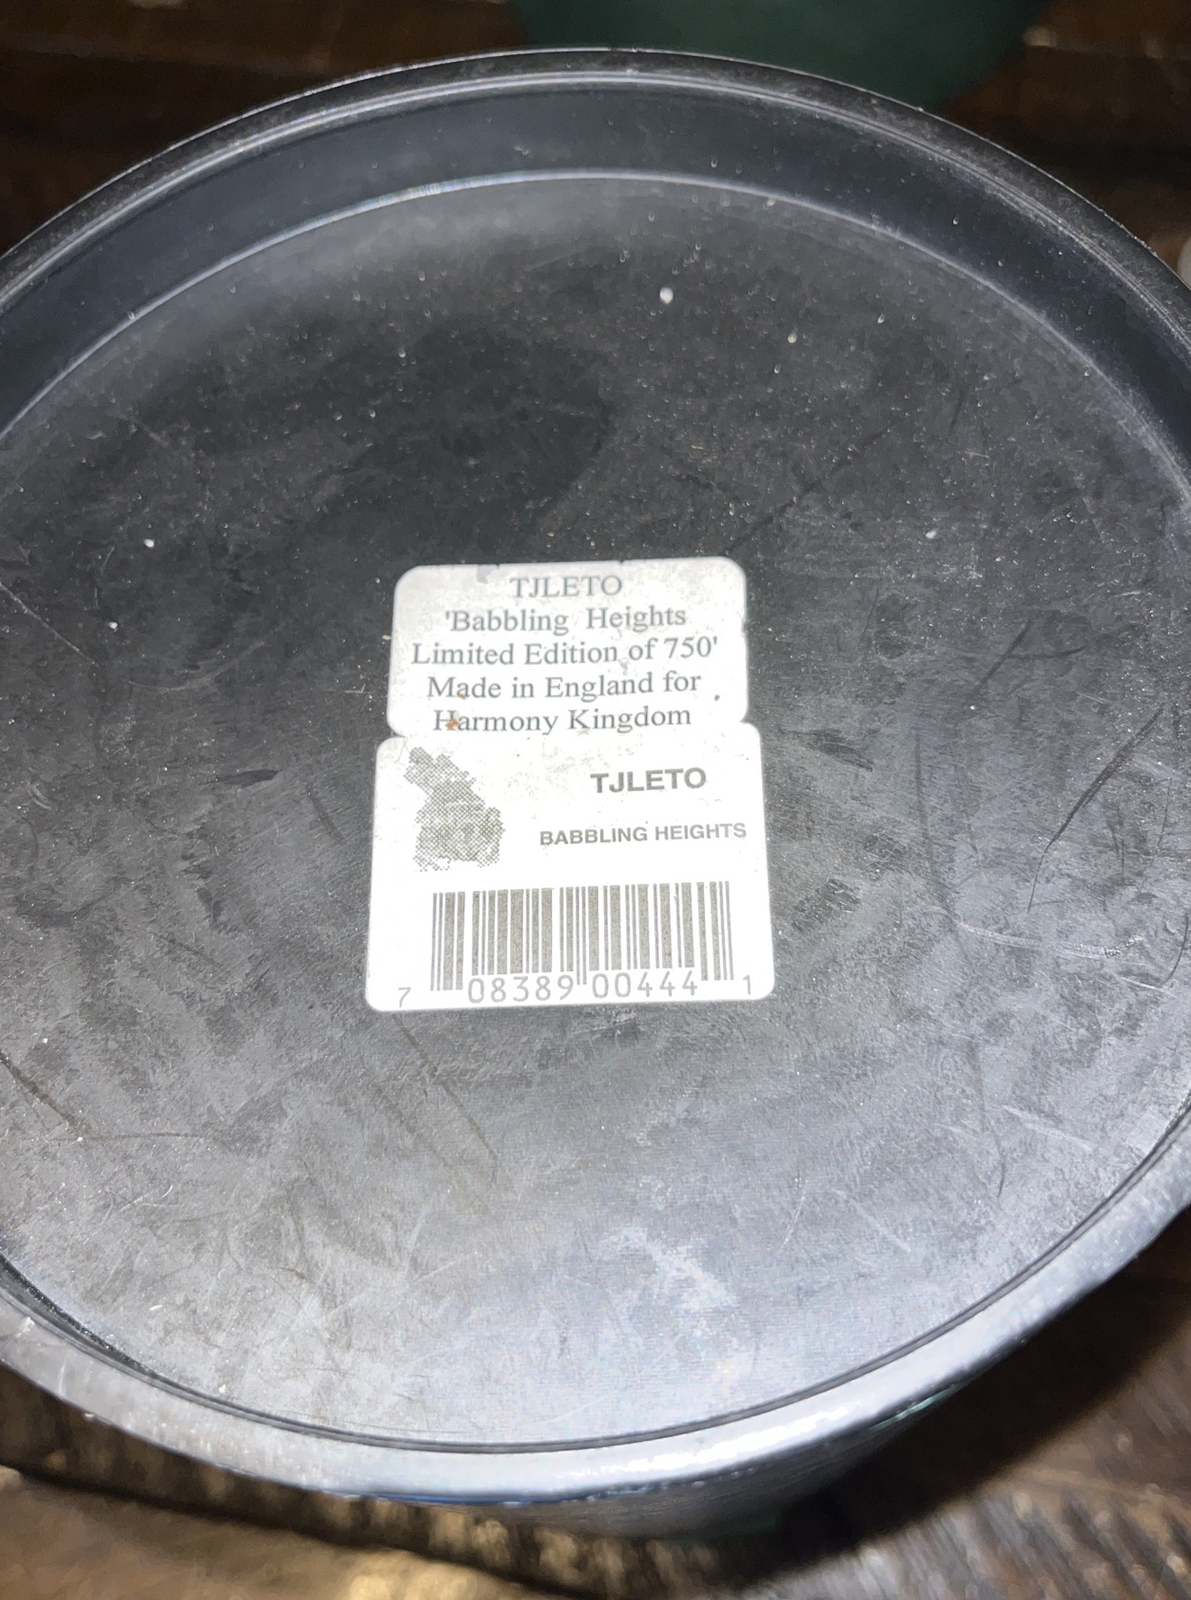 TJLETO
'Babbling Heights
Limited Edition of 750'
Made in England for
Harmony Kingdom
TJLETO
BABBLING HEIGHTS
7 08389 00444 1